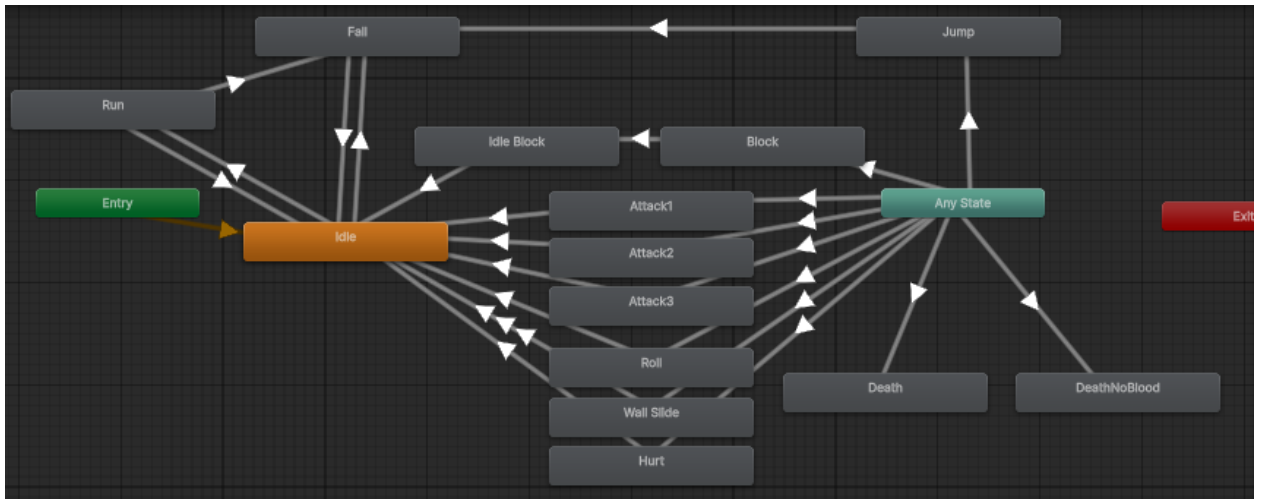 Fall
Jump
Run
Idle Block
Block
Entry
Attack1
Any State
Exit
Idle
Attack2
Attack3
Roll
Death
DeathNoBlood
Wall Slide
Hurt